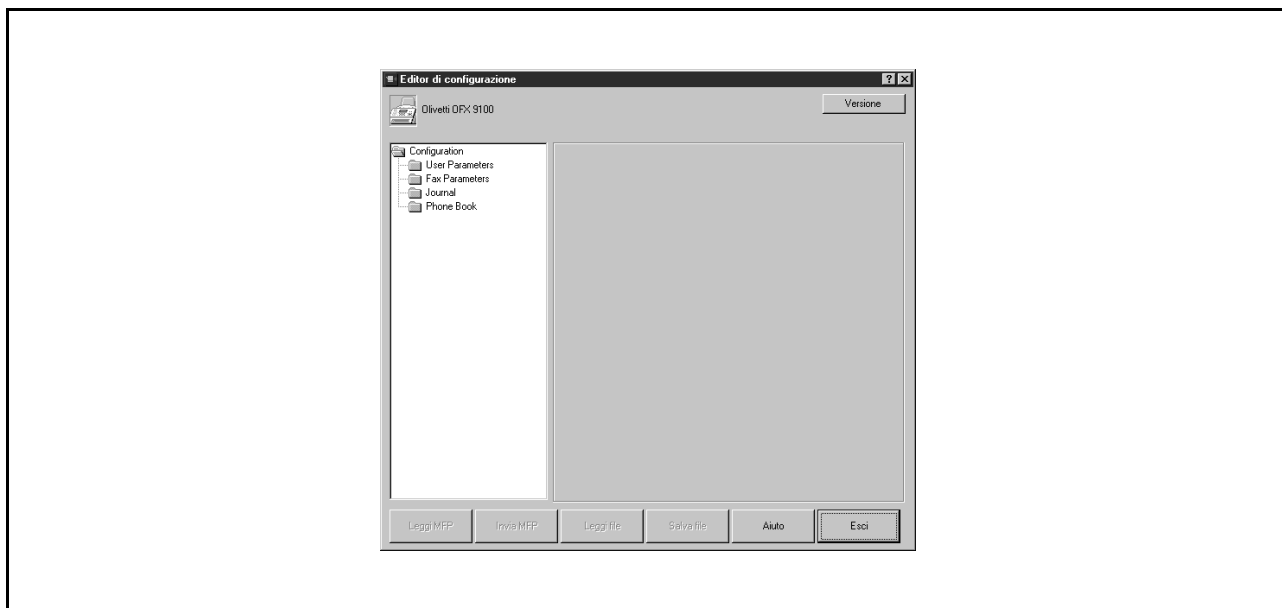 Editor di configurazione
Olivetti OFX 9100
Versione
Configuration
User Parameters
Fax Parameters
Journal
Phone Book
Leggi MFP Invia MFP Leggi file Salva file Aiuto Esci